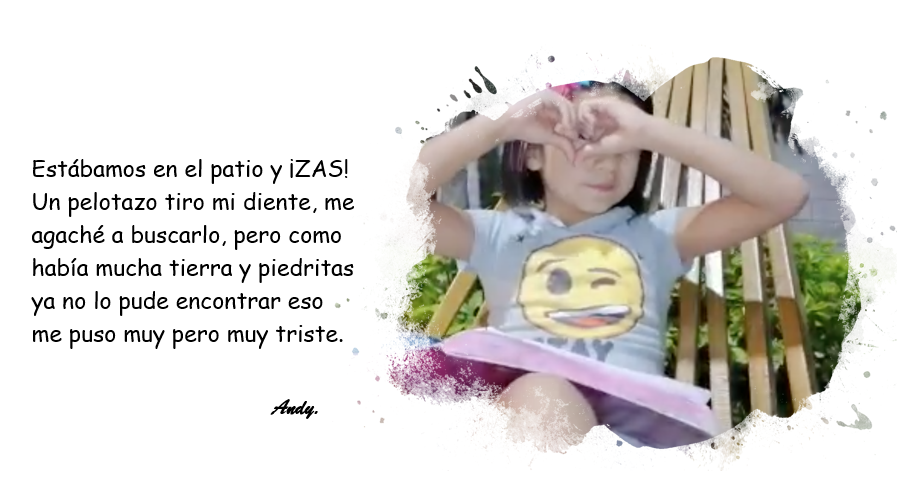 Estábamos en el patio y ¡ZAS!
Un pelotazo tiro mi diente, me
agaché a buscarlo, pero como
había mucha tierra y piedritas
ya no lo pude encontrar eso
me puso muy pero muy triste.
Andy.